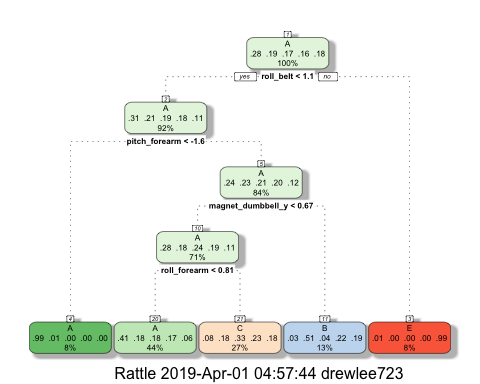 1
A
.28 .19 .17 .16 .18
100%
yes roll_belt < 1.1 no
2
A
.31 .21 .19 .18 .11
92%
pitch_forearm < -1.6
5
A
.24 .23 .21 .20 .12
84%
magnet_dumbbell_y < 0.67
10
A
.28 .18 .24 .19 .11
71%
roll_forearm < 0.81
4 20 21 11 3
A A C B E
.99 .01 .00 .00 .00 .41 .18 .18 .17 .06 .08 .18 .33 .23 .18 .03 .51 .04 .22 .19 .01 .00 .00 .00 .99
8% 44% 27% 13% 8%
Rattle 2019-Apr-01 04:57:44 drewlee723